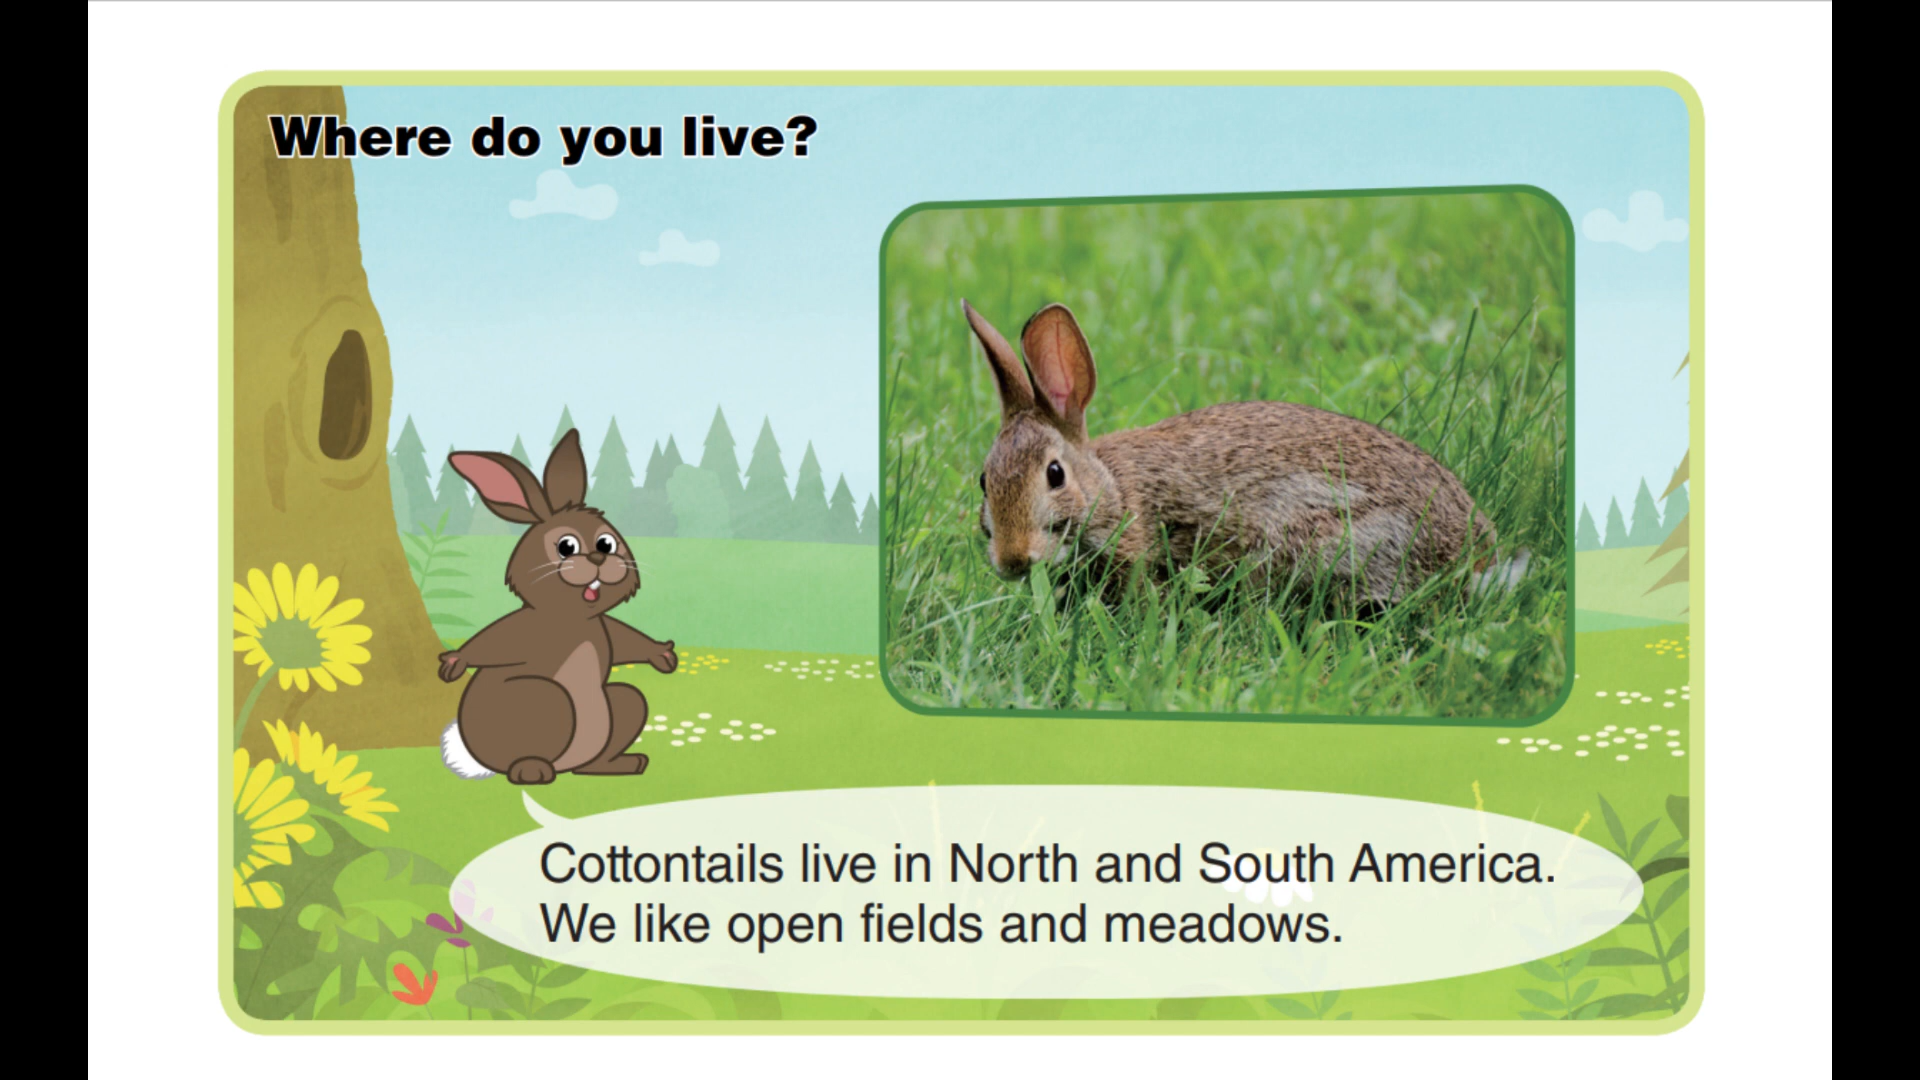 Where do you live?
Cottontails live in North and South America.
We like open fields and meadows.